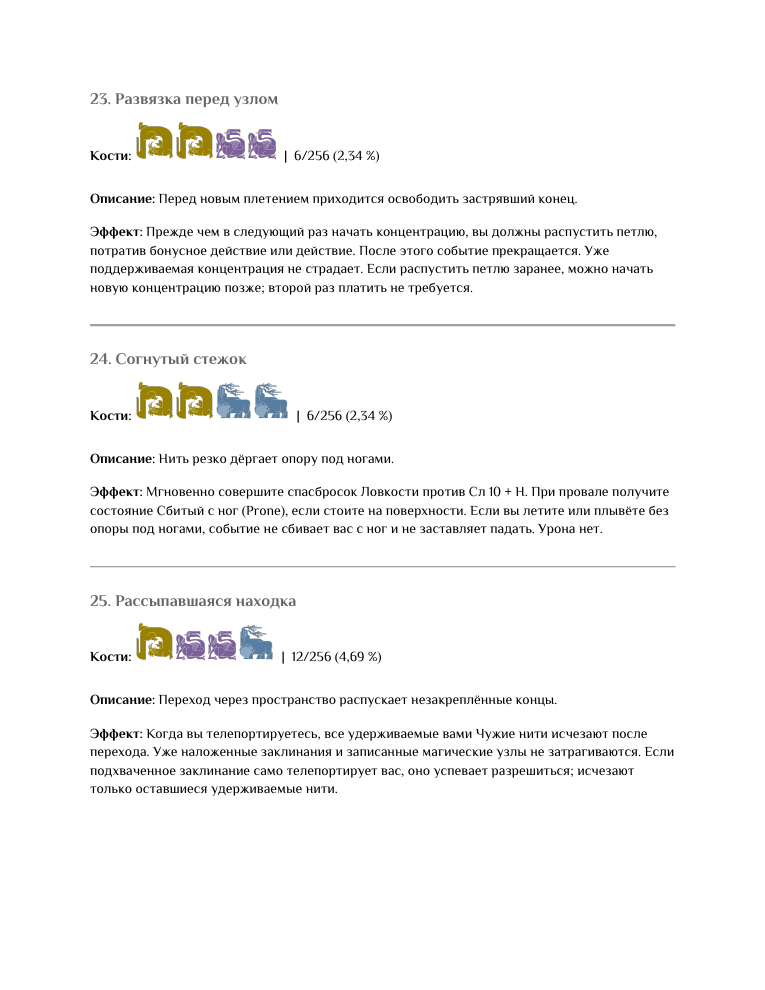 23. Развязка перед узлом
Кости: | 6/256 (2,34 %)
Описание: Перед новым плетением приходится освободить застрявший конец.
Эффект: Прежде чем в следующий раз начать концентрацию, вы должны распустить петлю,
потратив бонусное действие или действие. После этого событие прекращается. Уже
поддерживаемая концентрация не страдает. Если распустить петлю заранее, можно начать
новую концентрацию позже; второй раз платить не требуется.
24. Согнутый стежок
Кости: | 6/256 (2,34 %)
Описание: Нить резко дёргает опору под ногами.
Эффект: Мгновенно совершите спасбросок Ловкости против Сл 10 + Н. При провале получите
состояние Сбитый с ног (Prone), если стоите на поверхности. Если вы летите или плывёте без
опоры под ногами, событие не сбивает вас с ног и не заставляет падать. Урона нет.
25. Рассыпавшаяся находка
Кости: | 12/256 (4,69 %)
Описание: Переход через пространство распускает незакреплённые концы.
Эффект: Когда вы телепортируетесь, все удерживаемые вами Чужие нити исчезают после
перехода. Уже наложенные заклинания и записанные магические узлы не затрагиваются. Если
подхваченное заклинание само телепортирует вас, оно успевает разрешиться; исчезают
только оставшиеся удерживаемые нити.